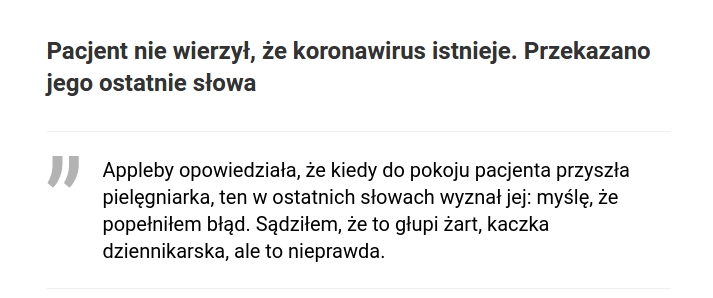 Pacjent nie wierzył, że koronawirus istnieje. Przekazano
jego ostatnie słowa
” Appleby opowiedziała, że kiedy do pokoju pacjenta przyszła
pielęgniarka, ten w ostatnich słowach wyznał jej: myślę, że
popełniłem błąd. Sądziłem, że to głupi żart, kaczka
dziennikarska, ale to nieprawda.